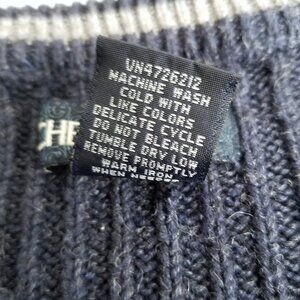 CHE
VN4726212
MACHINE WASH
COLD WITH
LIKE COLORS
DELICATE CYCLE
DO NOT BLEACH
TUMBLE DRY LOW
REMOVE PROMPTLY
WARM IRON
WHEN NEEDED